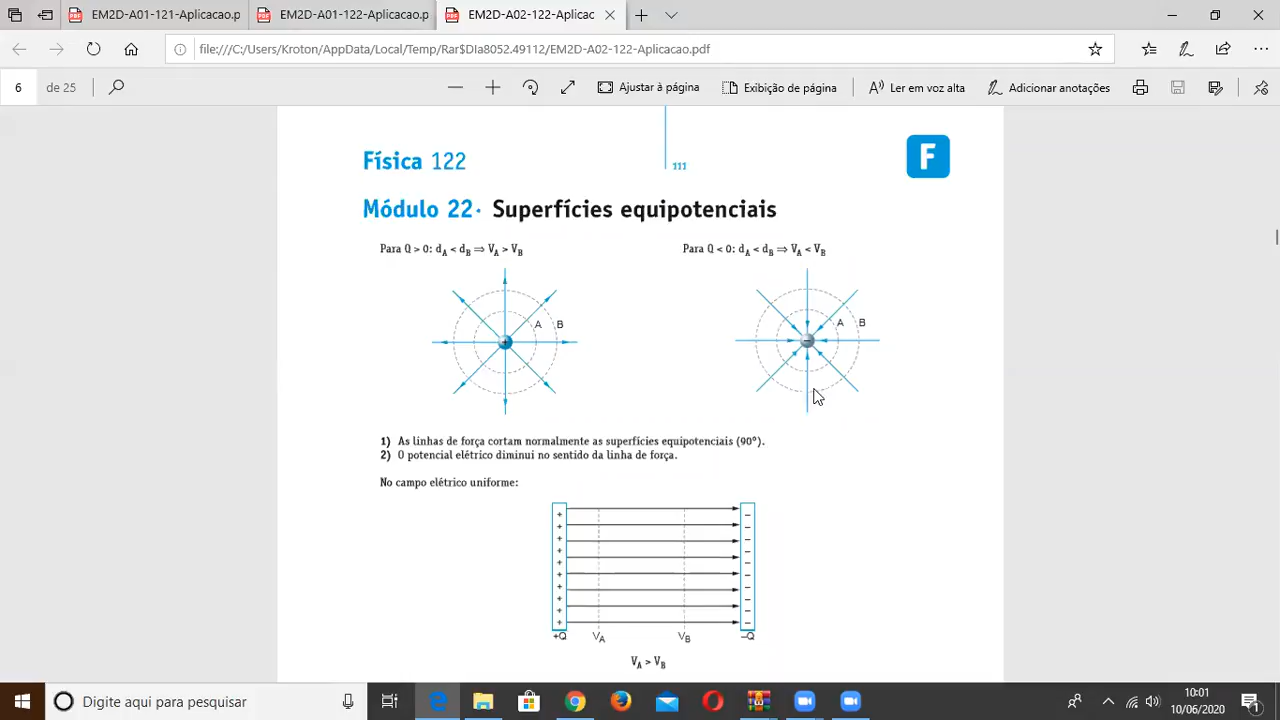 EM2D-A01-121-Aplicacao.p
EM2D-A01 122-Aplicacao.pd
EM2D-A02-122-Aplicac
file:///C:/Users/Kroton/AppData/Local/Temp/Rar$DIa8052.49112/EM2D-A02-122-Aplicacao.pdf
6 de 25
Ajustar à página
Exibição de página
Ler em voz alta
Adicionar anotações
Física 122
111
F
Módulo 22· Superfícies equipotenciais
Para Q > 0: dA < dB ⇒ VA > VB
Para Q < 0: dA < dB ⇒ VA < VB
A B
A B
+
−
1) As linhas de força cortam normalmente as superfícies equipotenciais (90°).
2) O potencial elétrico diminui no sentido da linha de força.
No campo elétrico uniforme:
+ −
+ −
+ −
+ −
+ −
+ −
+ −
+ −
+ −
+ −
+Q VA VB –Q
VA > VB
Digite aqui para pesquisar
10:01
10/06/2020
1